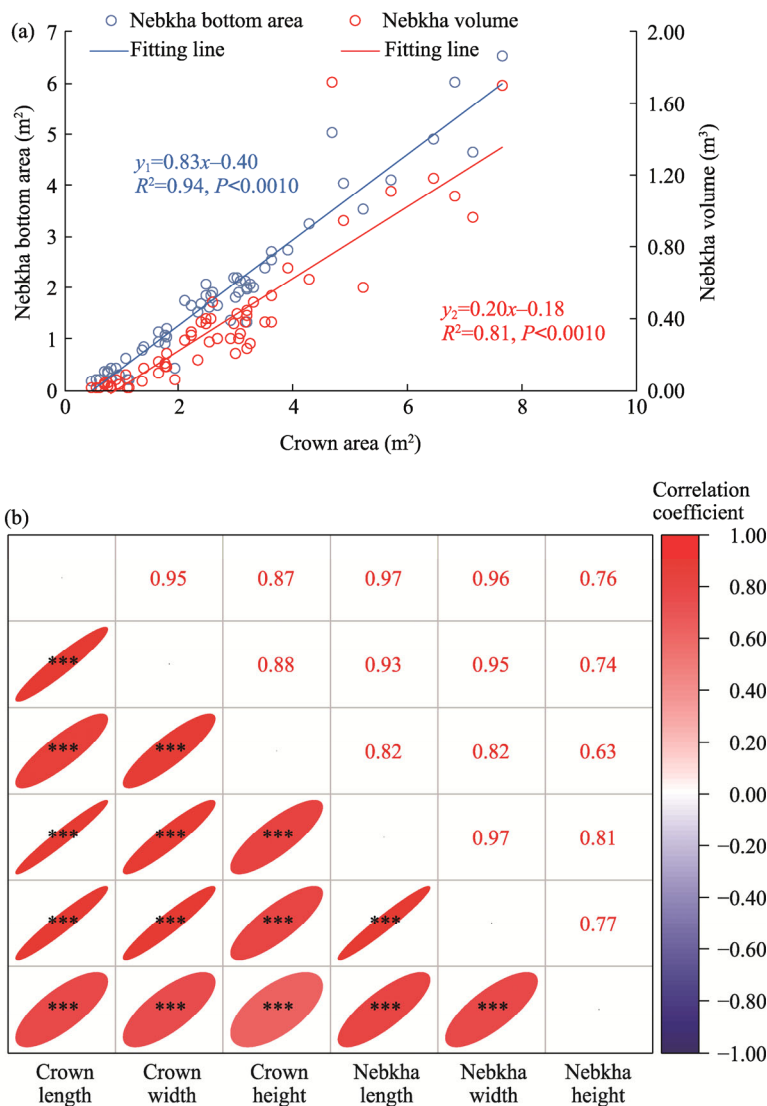 (a)
Nebkha bottom area
Nebkha volume
Fitting line
Fitting line
7
6
5
4
3
2
1
0
Nebkha bottom area (m²)
y₁=0.83x–0.40
R²=0.94, P<0.0010
y₂=0.20x–0.18
R²=0.81, P<0.0010
2.00
1.60
1.20
0.80
0.40
0.00
Nebkha volume (m³)
0 2 4 6 8 10
Crown area (m²)
(b)
Correlation
coefficient
0.95 0.87 0.97 0.96 0.76
*** 0.88 0.93 0.95 0.74
*** *** 0.82 0.82 0.63
*** *** *** 0.97 0.81
*** *** *** *** 0.77
*** *** *** *** ***
1.00
0.80
0.60
0.40
0.20
0.00
−0.20
−0.40
−0.60
−0.80
−1.00
Crown length
Crown width
Crown height
Nebkha length
Nebkha width
Nebkha height